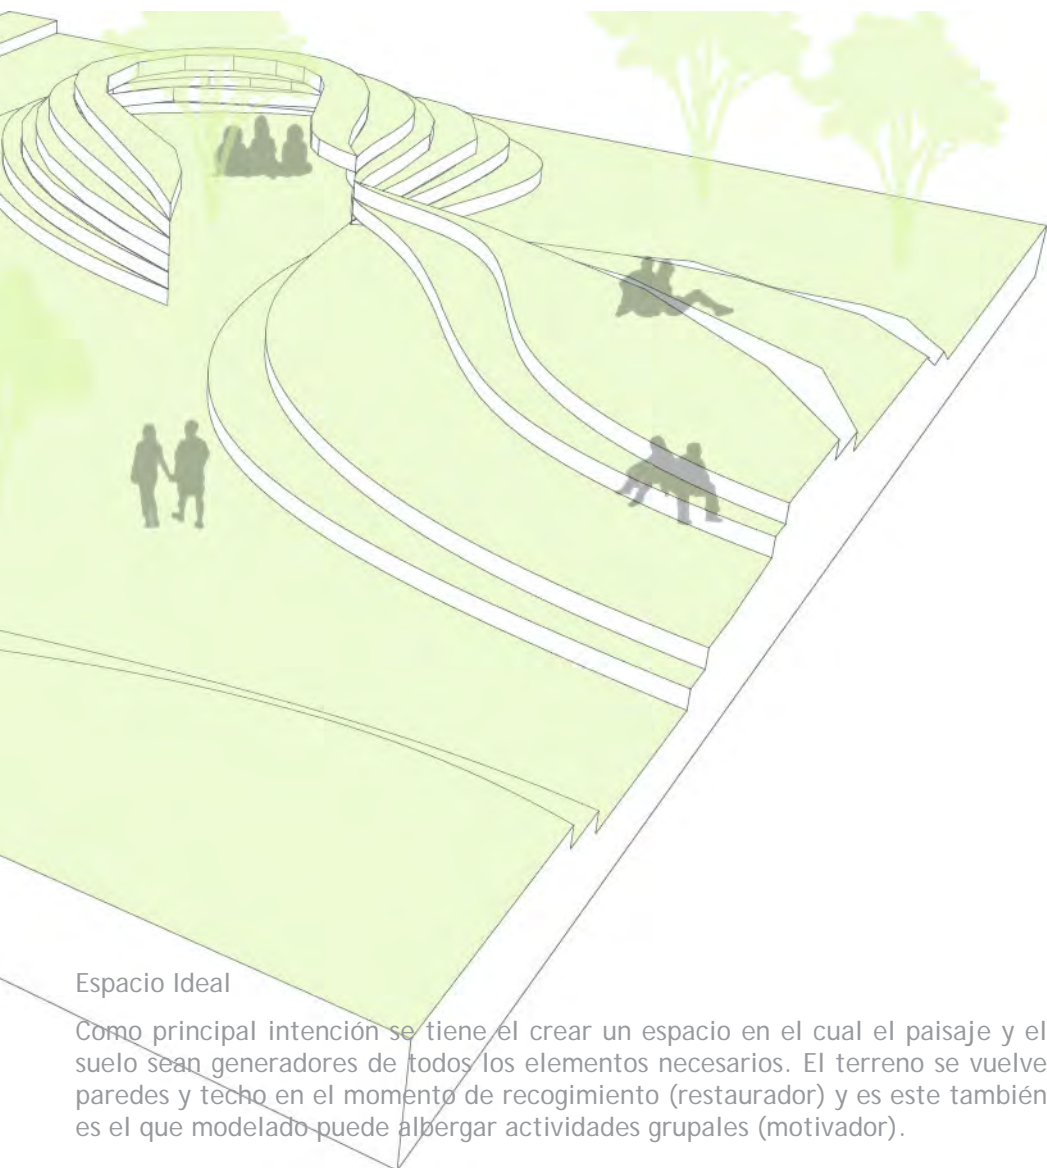 Espacio Ideal
Como principal intención se tiene el crear un espacio en el cual el paisaje y el
suelo sean generadores de todos los elementos necesarios. El terreno se vuelve
paredes y techo en el momento de recogimiento (restaurador) y es este también
es el que modelado puede albergar actividades grupales (motivador).